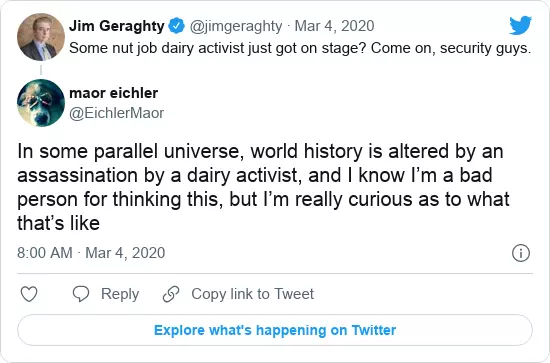 Jim Geraghty @jimgeraghty · Mar 4, 2020
Some nut job dairy activist just got on stage? Come on, security guys.
maor eichler
@EichlerMaor
In some parallel universe, world history is altered by an
assassination by a dairy activist, and I know I’m a bad
person for thinking this, but I’m really curious as to what
that’s like
8:00 AM · Mar 4, 2020
Reply
Copy link to Tweet
Explore what's happening on Twitter